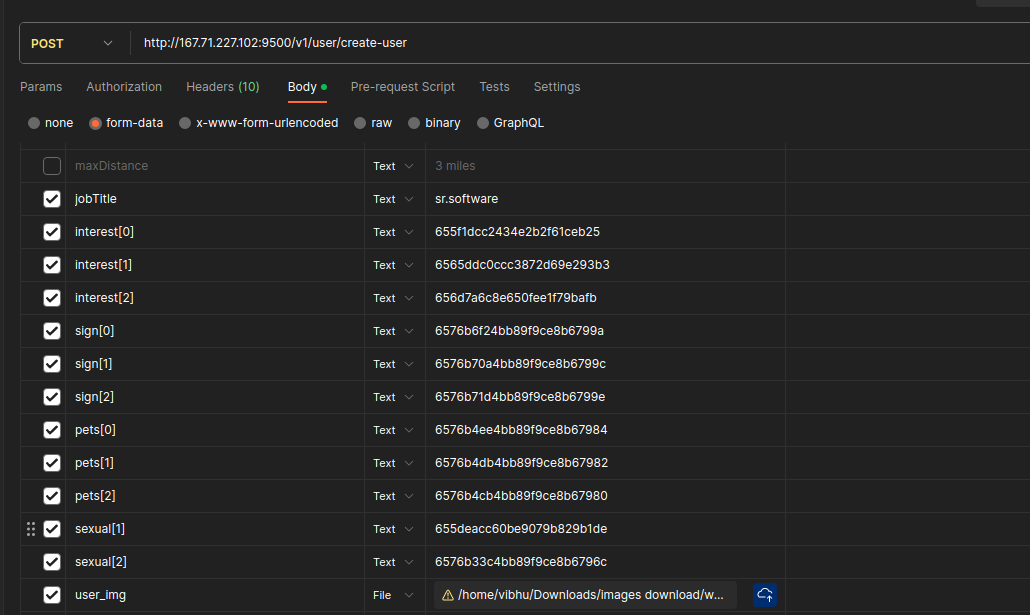 POST http://167.71.227.102:9500/v1/user/create-user
Params Authorization Headers (10) Body Pre-request Script Tests Settings
none form-data x-www-form-urlencoded raw binary GraphQL
maxDistance Text 3 miles
jobTitle Text sr.software
interest[0] Text 655f1dcc2434e2b2f61ceb25
interest[1] Text 6565ddc0ccc3872d69e293b3
interest[2] Text 656d7a6c8e650fee1f79bafb
sign[0] Text 6576b6f24bb89f9ce8b6799a
sign[1] Text 6576b70a4bb89f9ce8b6799c
sign[2] Text 6576b71d4bb89f9ce8b6799e
pets[0] Text 6576b4ee4bb89f9ce8b67984
pets[1] Text 6576b4db4bb89f9ce8b67982
pets[2] Text 6576b4cb4bb89f9ce8b67980
sexual[1] Text 655deacc60be9079b829b1de
sexual[2] Text 6576b33c4bb89f9ce8b6796c
user_img File /home/vibhu/Downloads/images download/w...